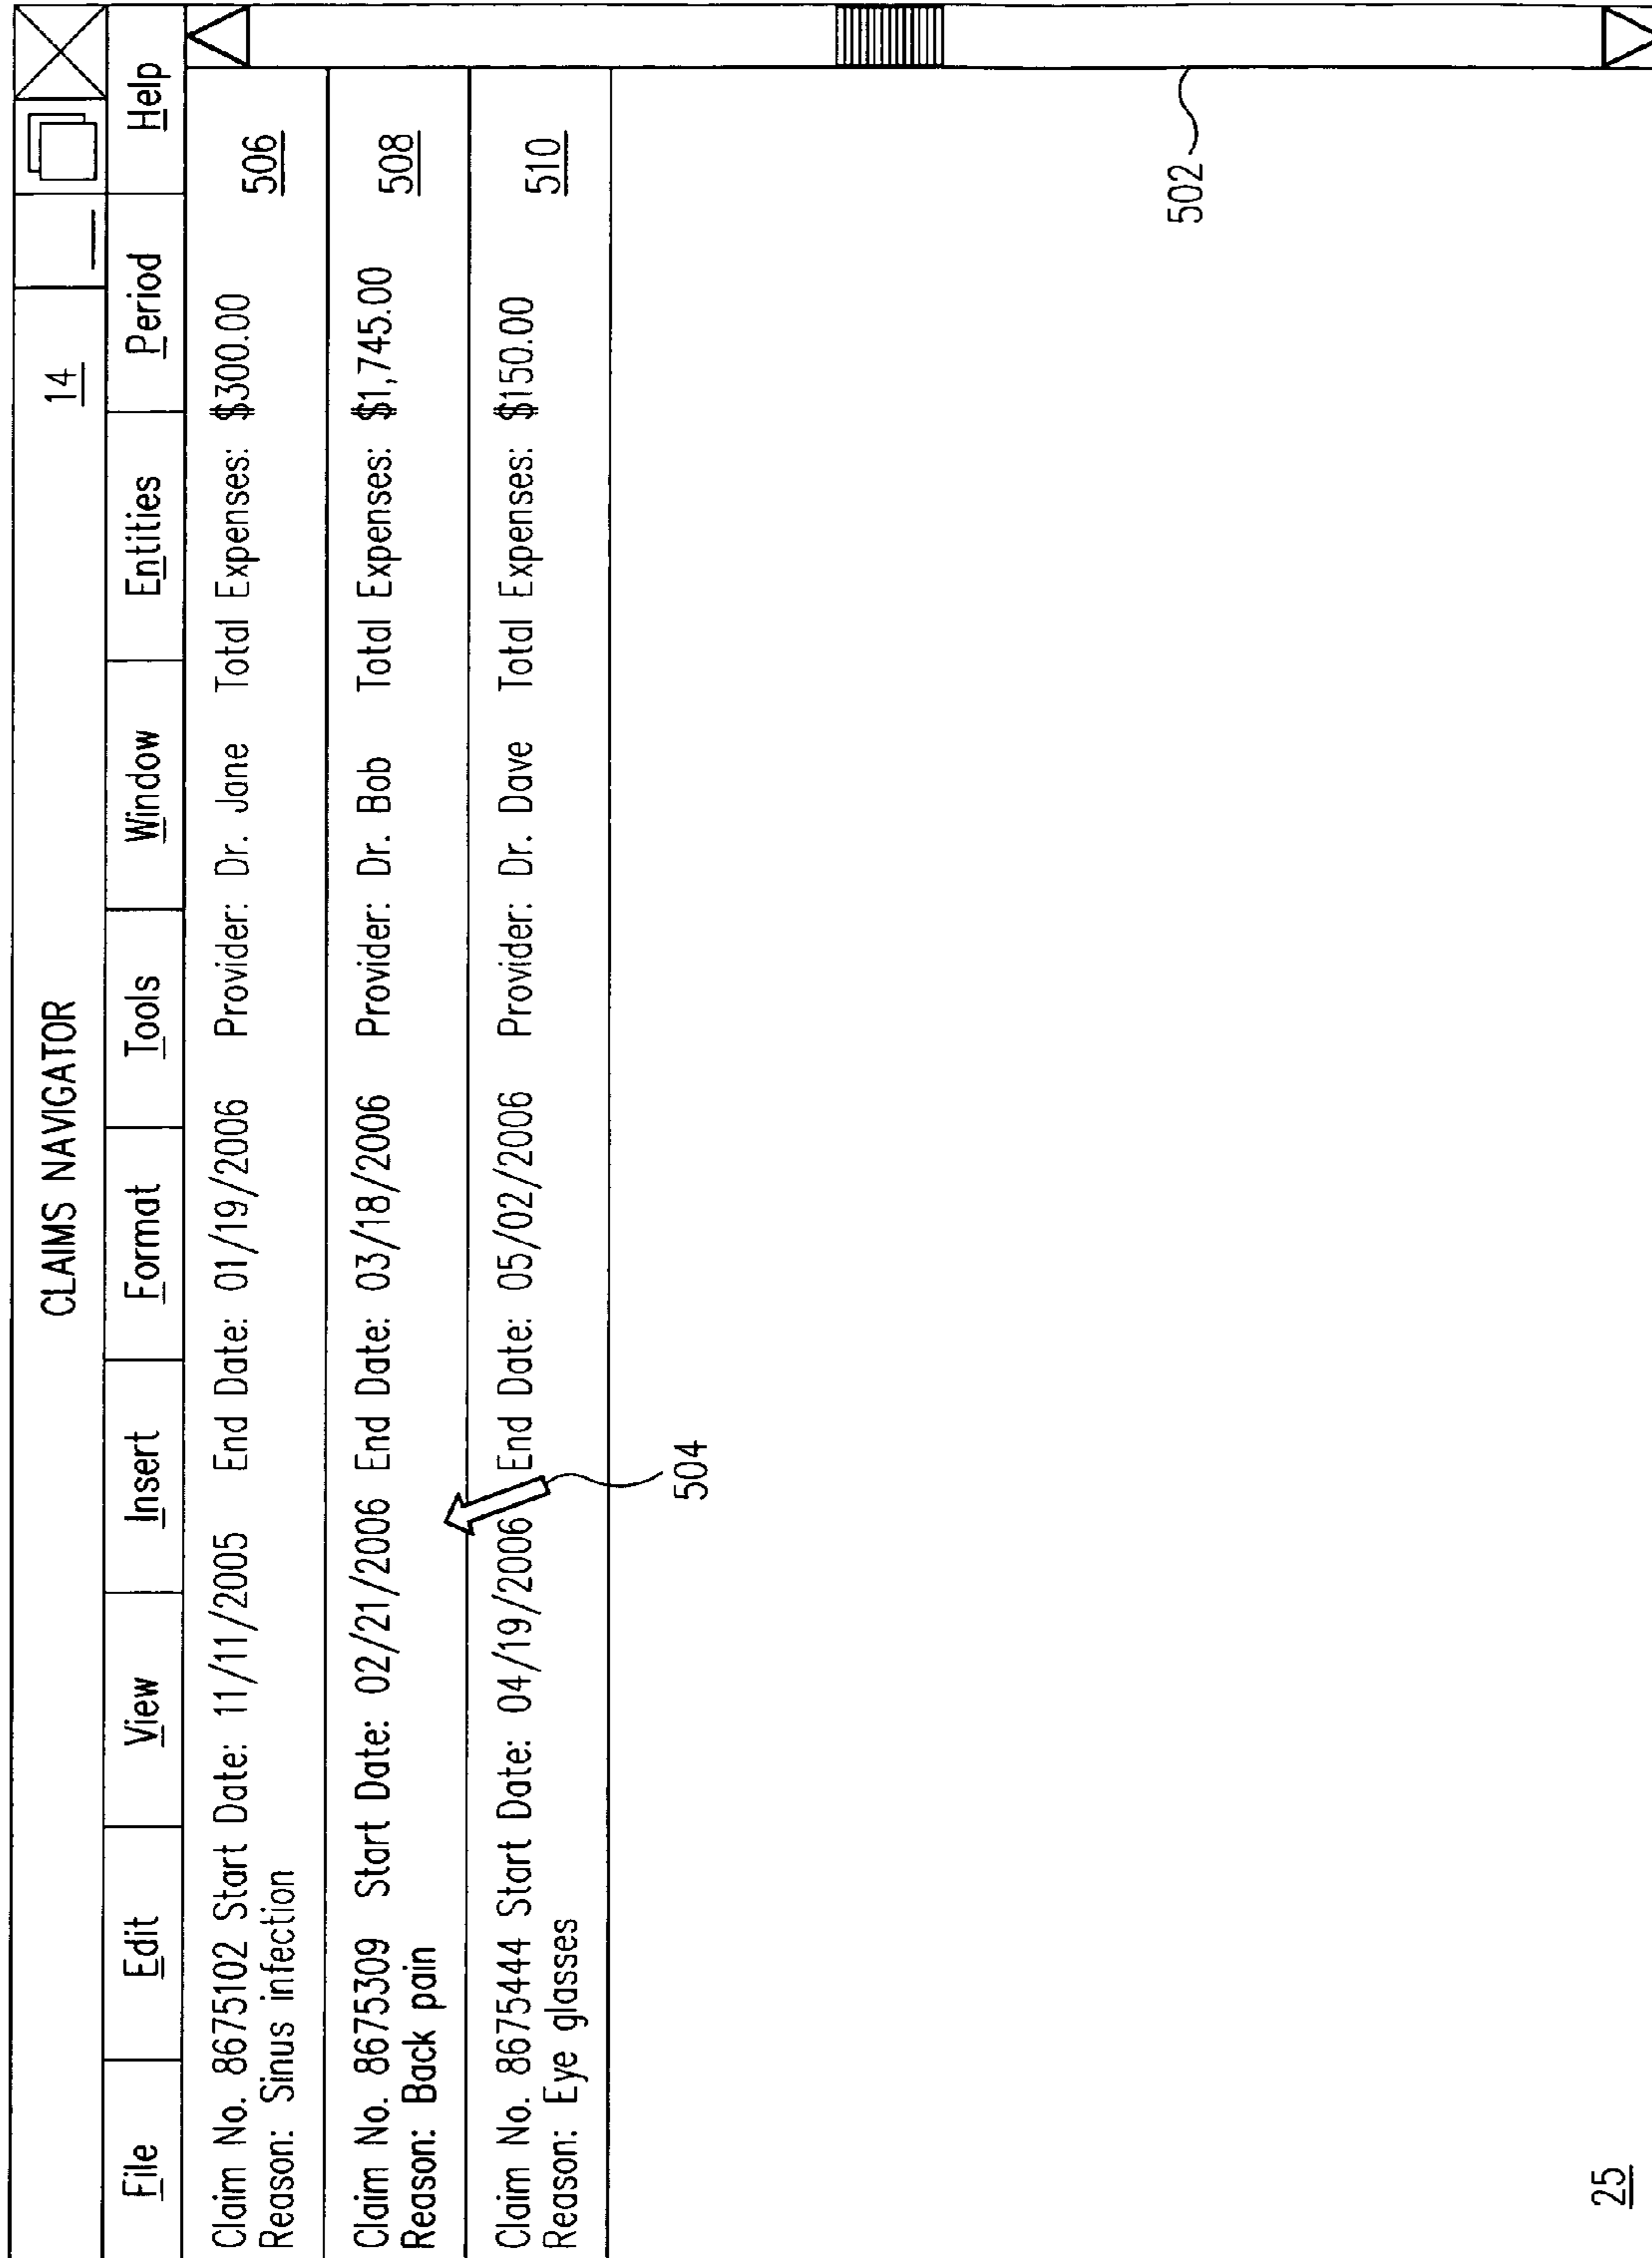 CLAIMS NAVIGATOR 14
File Edit View Insert Format Tools Window Entities Period Help
Claim No. 8675102 Start Date: 11/11/2005 End Date: 01/19/2006 Provider: Dr. Jane Total Expenses: $300.00
Reason: Sinus infection 506
Claim No. 8675309 Start Date: 02/21/2006 End Date: 03/18/2006 Provider: Dr. Bob Total Expenses: $1,745.00
Reason: Back pain 508
Claim No. 8675444 Start Date: 04/19/2006 End Date: 05/02/2006 Provider: Dr. Dave Total Expenses: $150.00
Reason: Eye glasses 510
504
502
25